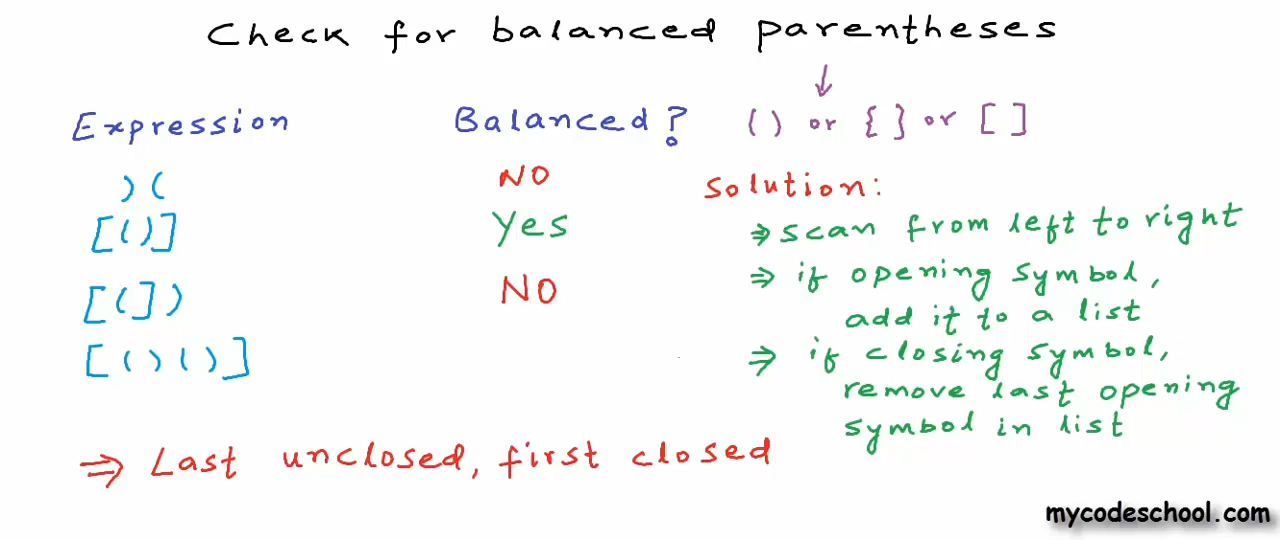 Check for balanced parentheses
Expression Balanced? () or {} or []
)( NO
[()] Yes
[(]) NO
[()()]
Solution:
⇒ scan from left to right
⇒ if opening symbol,
add it to a list
⇒ if closing symbol,
remove last opening
symbol in list
⇒ Last unclosed, first closed
mycodeschool.com